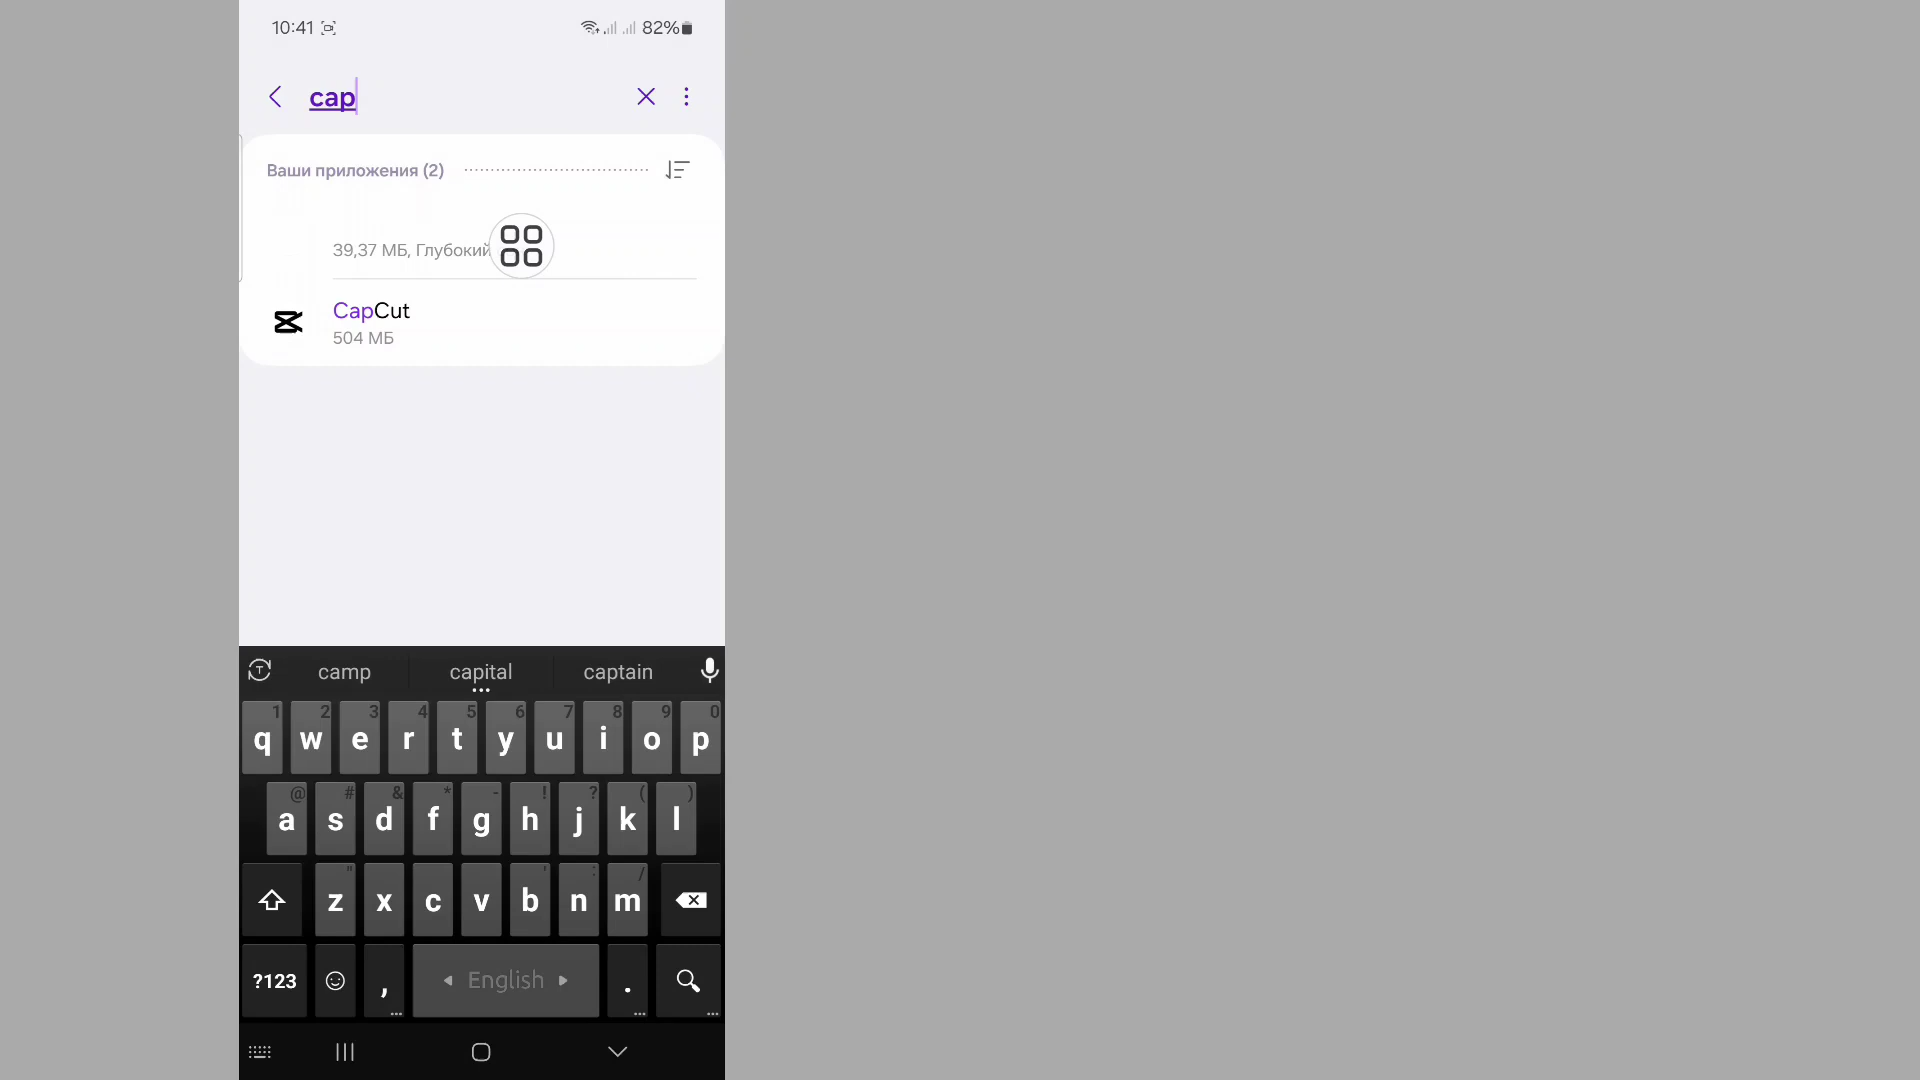 10:41 82%
cap
Ваши приложения (2)
39,37 МБ, Глубокий
CapCut
504 МБ
camp capital captain
1 2 3 4 5 6 7 8 9 0
q w e r t y u i o p
@ # & * - ! ? ( )
a s d f g h j k l
" ' : /
z x c v b n m
?123 , English .